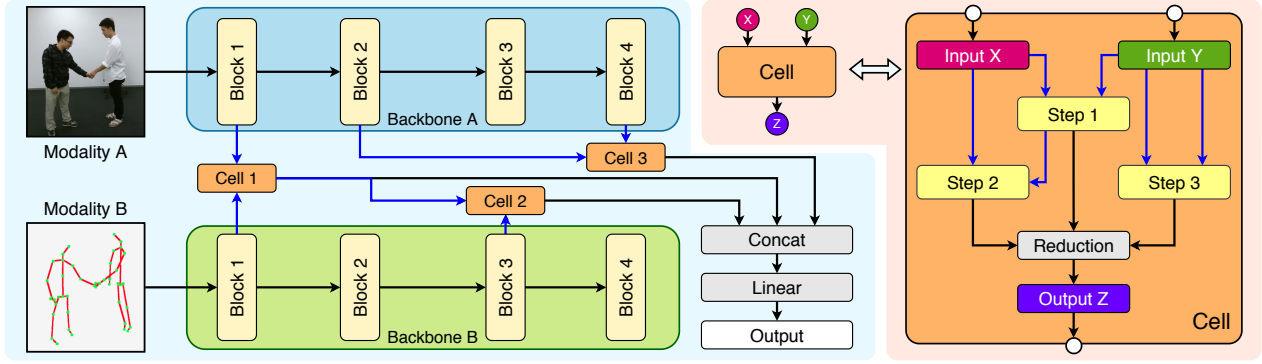 Modality A
Block 1
Block 2
Block 3
Block 4
Backbone A
Cell 1
Cell 2
Cell 3
Modality B
Block 1
Block 2
Block 3
Block 4
Backbone B
Concat
Linear
Output
X
Y
Cell
Z
Input X
Input Y
Step 1
Step 2
Step 3
Reduction
Output Z
Cell